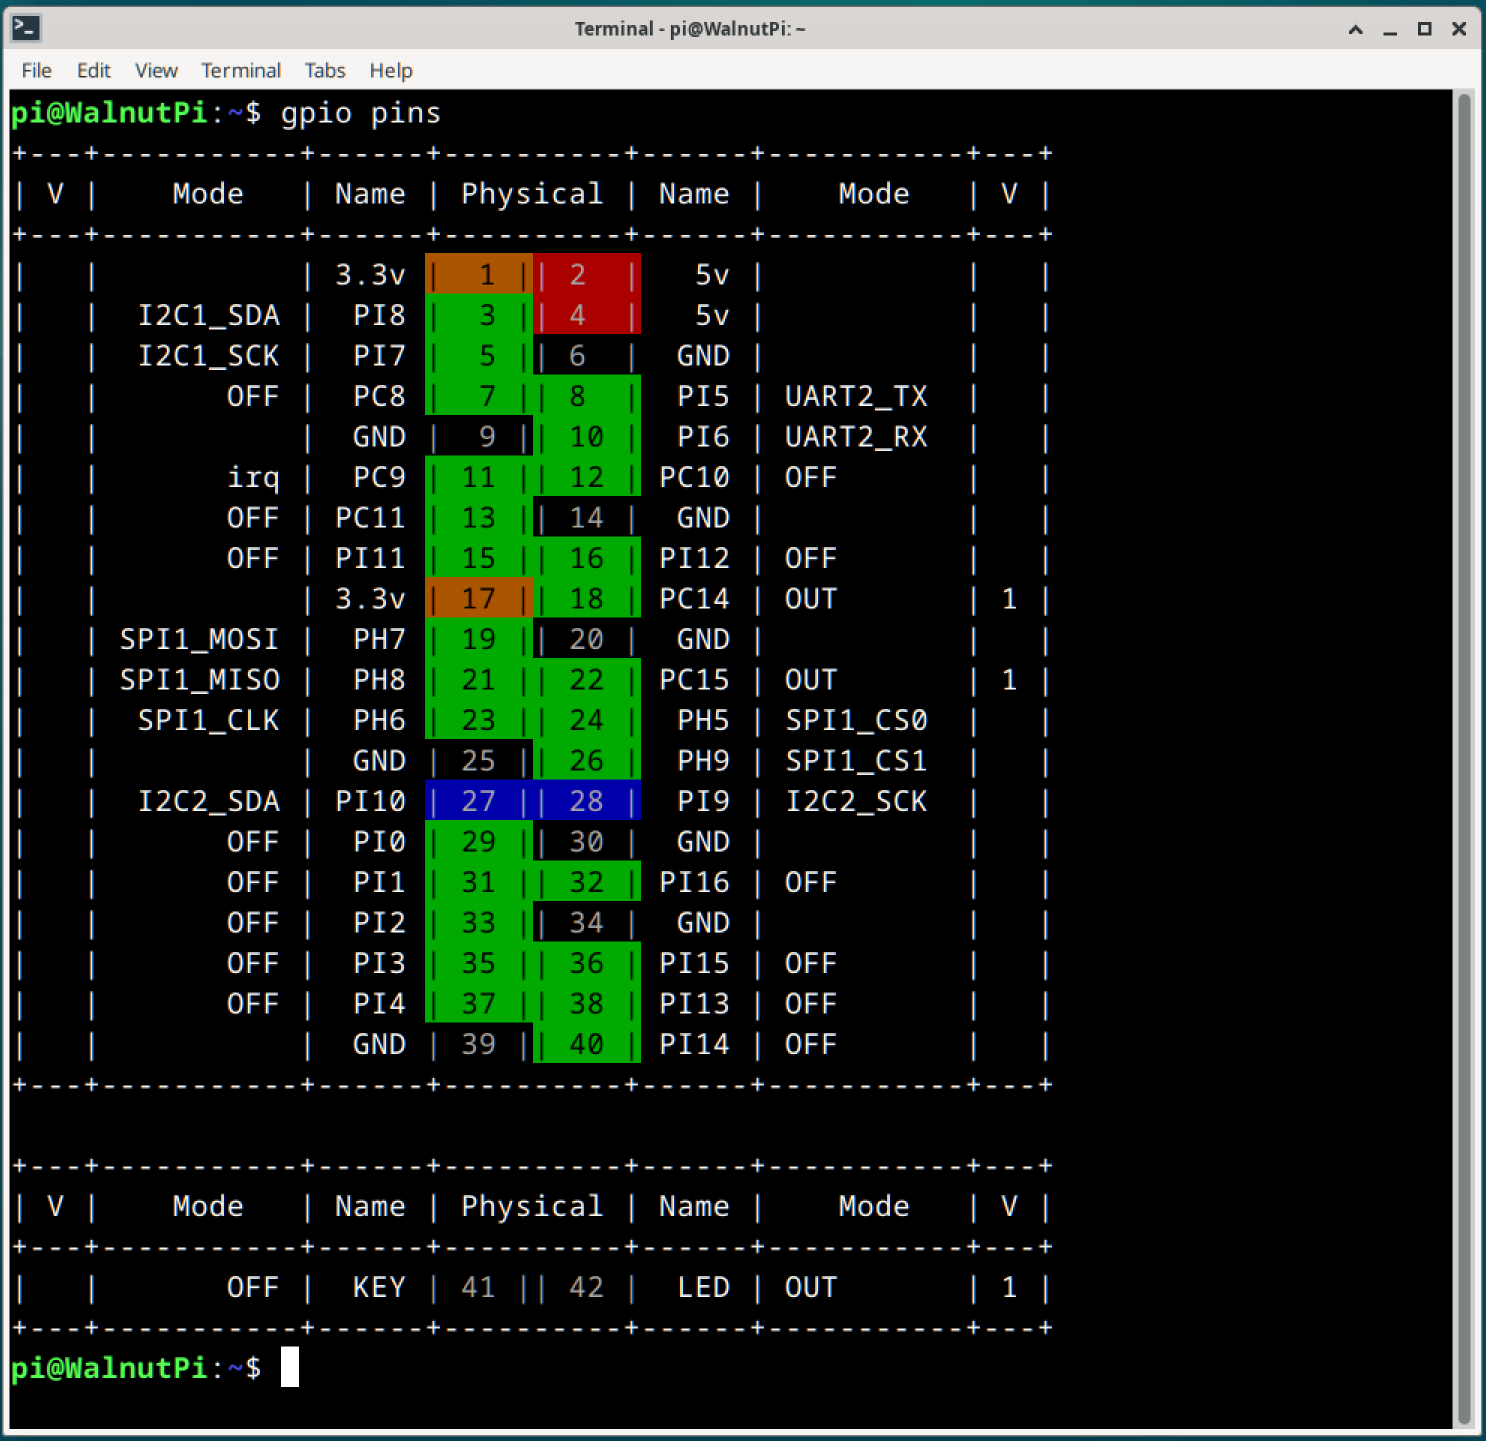 Terminal - pi@WalnutPi: ~
File Edit View Terminal Tabs Help
pi@WalnutPi:~$ gpio pins
+---+-----------+------+----------+------+-----------+---+
| V |    Mode   | Name | Physical | Name |    Mode   | V |
+---+-----------+------+----------+------+-----------+---+
|   |           | 3.3v |  1 || 2  |   5v |           |   |
|   |  I2C1_SDA |  PI8 |  3 || 4  |   5v |           |   |
|   |  I2C1_SCK |  PI7 |  5 || 6  |  GND |           |   |
|   |       OFF |  PC8 |  7 || 8  |  PI5 | UART2_TX  |   |
|   |           |  GND |  9 || 10 |  PI6 | UART2_RX  |   |
|   |       irq |  PC9 | 11 || 12 | PC10 | OFF       |   |
|   |       OFF | PC11 | 13 || 14 |  GND |           |   |
|   |       OFF | PI11 | 15 || 16 | PI12 | OFF       |   |
|   |           | 3.3v | 17 || 18 | PC14 | OUT       | 1 |
|   | SPI1_MOSI |  PH7 | 19 || 20 |  GND |           |   |
|   | SPI1_MISO |  PH8 | 21 || 22 | PC15 | OUT       | 1 |
|   |  SPI1_CLK |  PH6 | 23 || 24 |  PH5 | SPI1_CS0  |   |
|   |           |  GND | 25 || 26 |  PH9 | SPI1_CS1  |   |
|   |  I2C2_SDA | PI10 | 27 || 28 |  PI9 | I2C2_SCK  |   |
|   |       OFF |  PI0 | 29 || 30 |  GND |           |   |
|   |       OFF |  PI1 | 31 || 32 | PI16 | OFF       |   |
|   |       OFF |  PI2 | 33 || 34 |  GND |           |   |
|   |       OFF |  PI3 | 35 || 36 | PI15 | OFF       |   |
|   |       OFF |  PI4 | 37 || 38 | PI13 | OFF       |   |
|   |           |  GND | 39 || 40 | PI14 | OFF       |   |
+---+-----------+------+----------+------+-----------+---+
+---+-----------+------+----------+------+-----------+---+
| V |    Mode   | Name | Physical | Name |    Mode   | V |
+---+-----------+------+----------+------+-----------+---+
|   |       OFF |  KEY | 41 || 42 |  LED | OUT       | 1 |
+---+-----------+------+----------+------+-----------+---+
pi@WalnutPi:~$